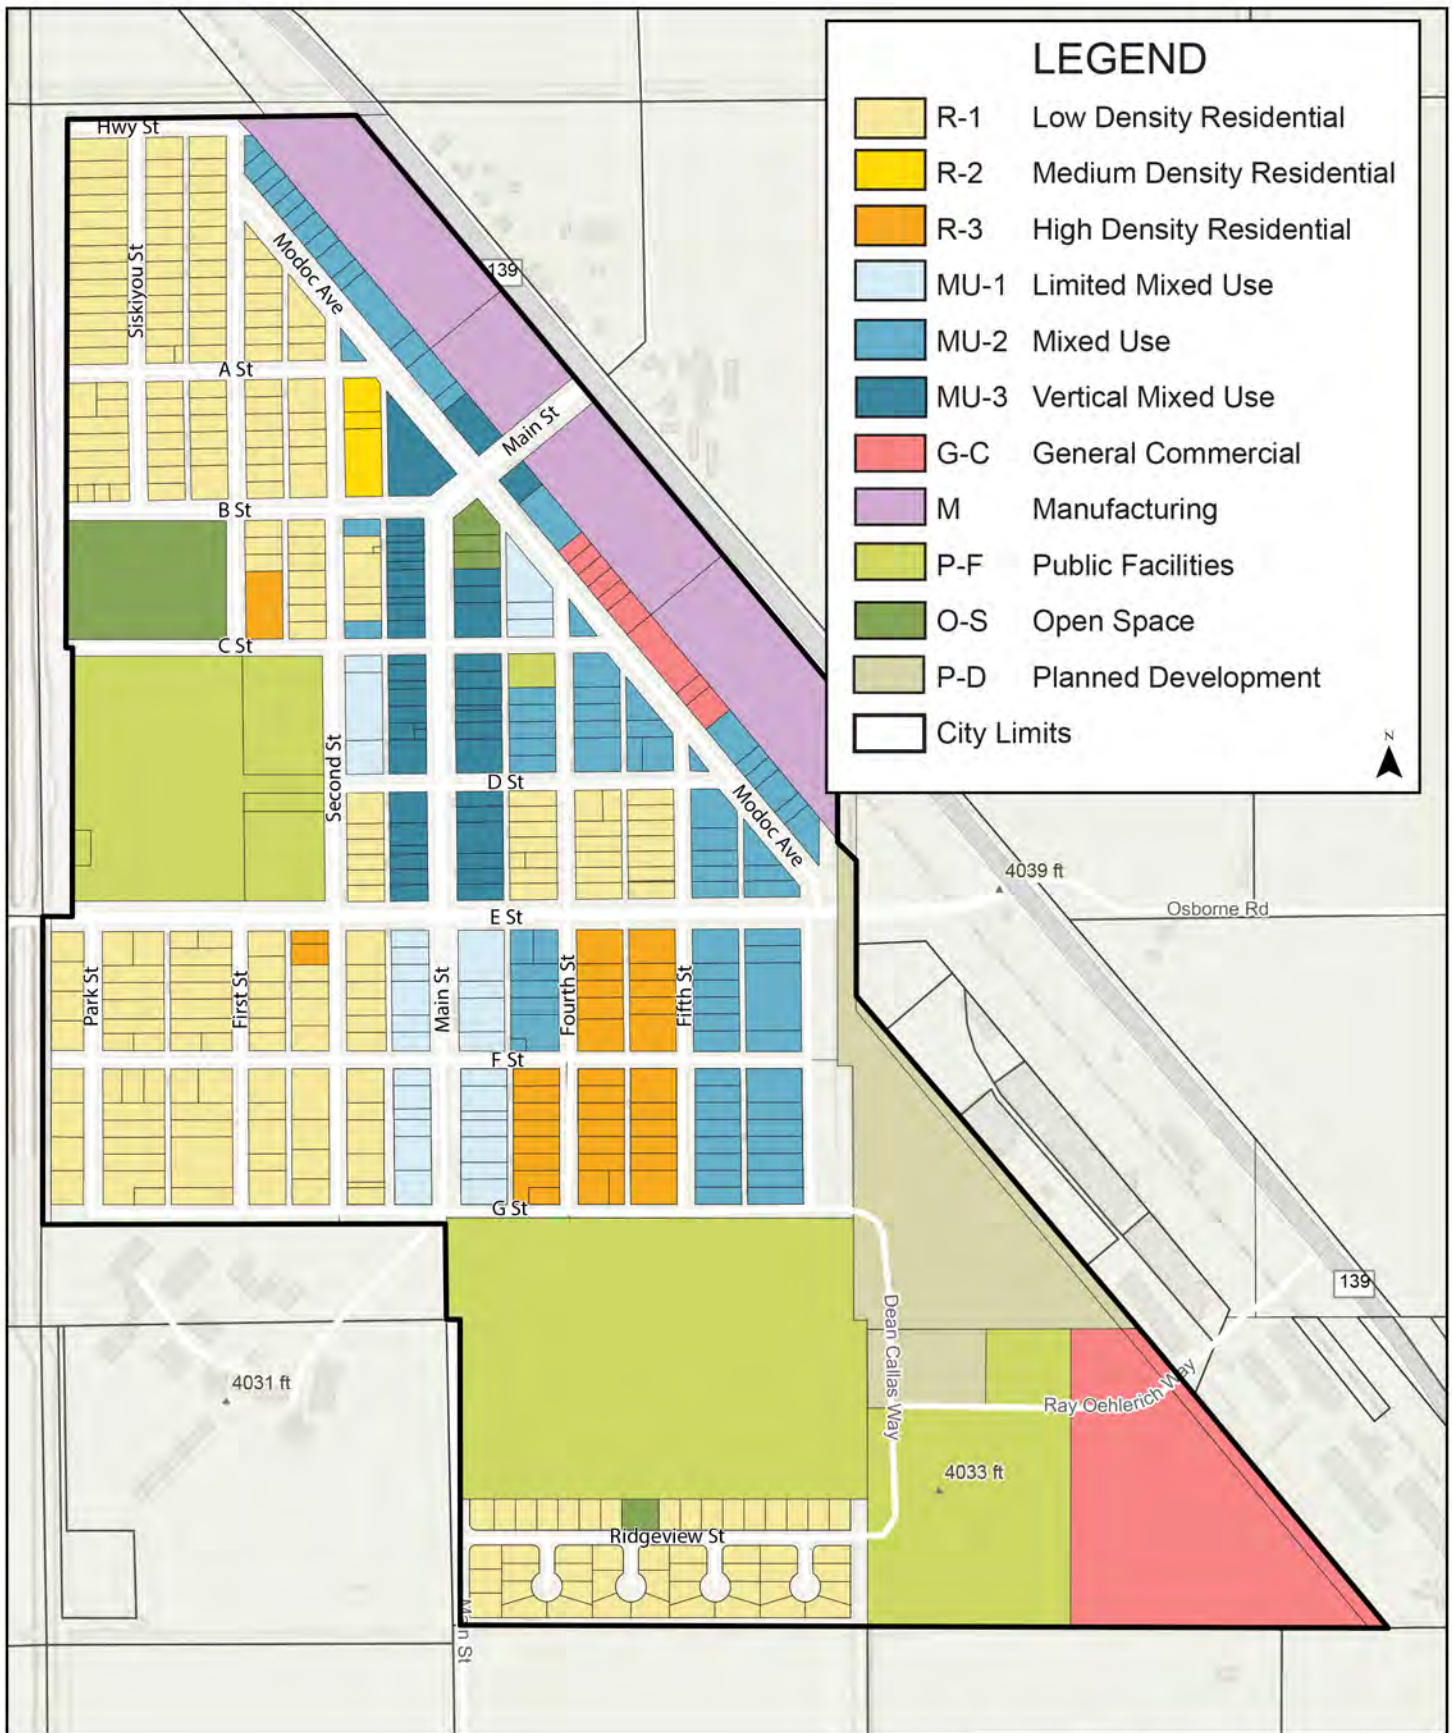 LEGEND
R-1 Low Density Residential
R-2 Medium Density Residential
R-3 High Density Residential
MU-1 Limited Mixed Use
MU-2 Mixed Use
MU-3 Vertical Mixed Use
G-C General Commercial
M Manufacturing
P-F Public Facilities
O-S Open Space
P-D Planned Development
City Limits
N
Hwy St
Siskiyou St
Modoc Ave
139
A St
Main St
B St
C St
Second St
D St
Modoc Ave
4039 ft
Osborne Rd
E St
Park St
First St
Main St
Fourth St
Fifth St
F St
G St
139
Dean Callas Way
4031 ft
Ray Oehlerich Way
4033 ft
Ridgeview St
Main St